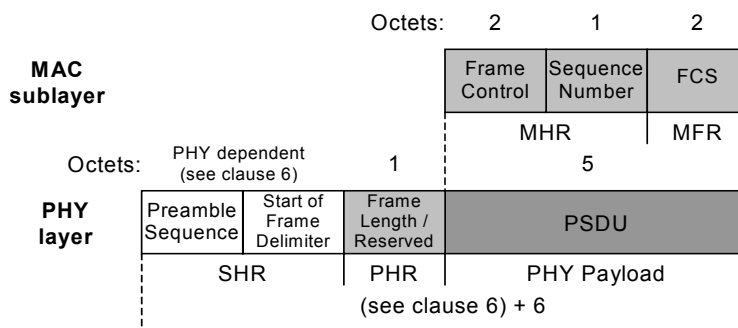 Octets: 2 1 2
MAC sublayer
Frame Control
Sequence Number
FCS
MHR
MFR
Octets:
PHY dependent
(see clause 6)
1
5
PHY layer
Preamble Sequence
Start of Frame Delimiter
Frame Length / Reserved
PSDU
SHR
PHR
PHY Payload
(see clause 6) + 6